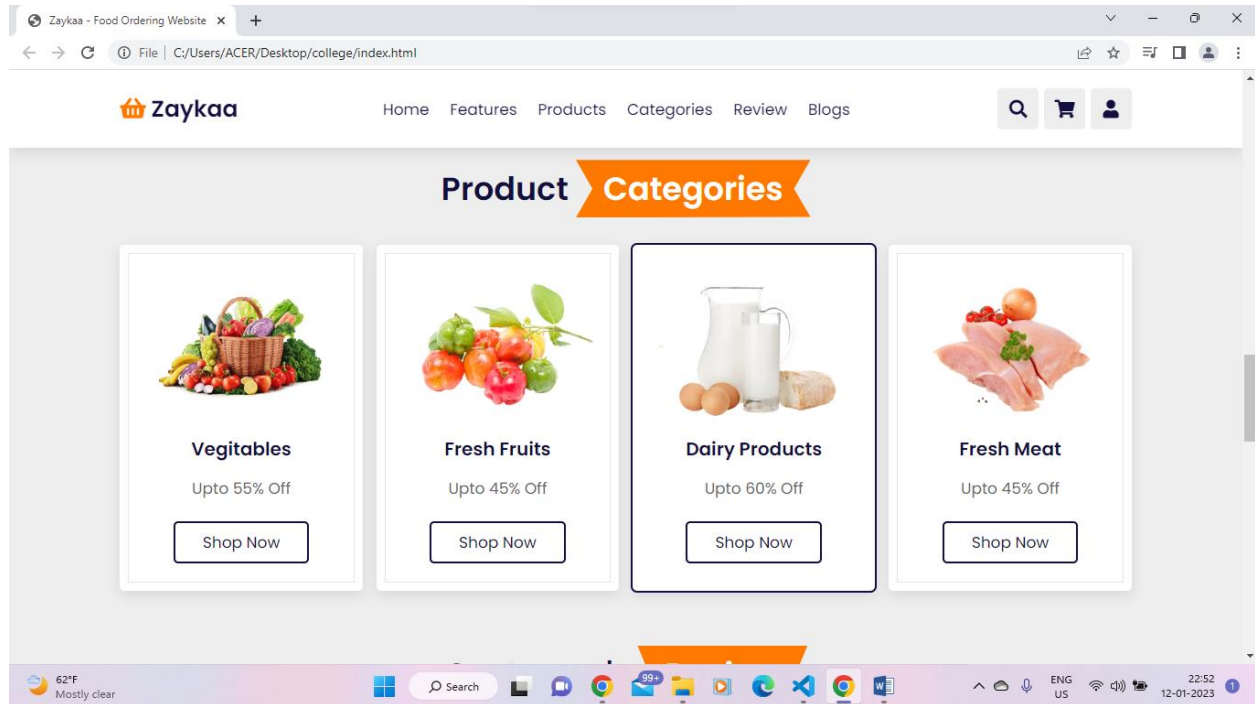 Zaykaa - Food Ordering Website
File | C:/Users/ACER/Desktop/college/index.html
Zaykaa Home Features Products Categories Review Blogs
Product Categories
Vegitables Fresh Fruits Dairy Products Fresh Meat
Upto 55% Off Upto 45% Off Upto 60% Off Upto 45% Off
Shop Now Shop Now Shop Now Shop Now
62°F
Mostly clear
Search
99+
ENG
US
22:52
12-01-2023
1